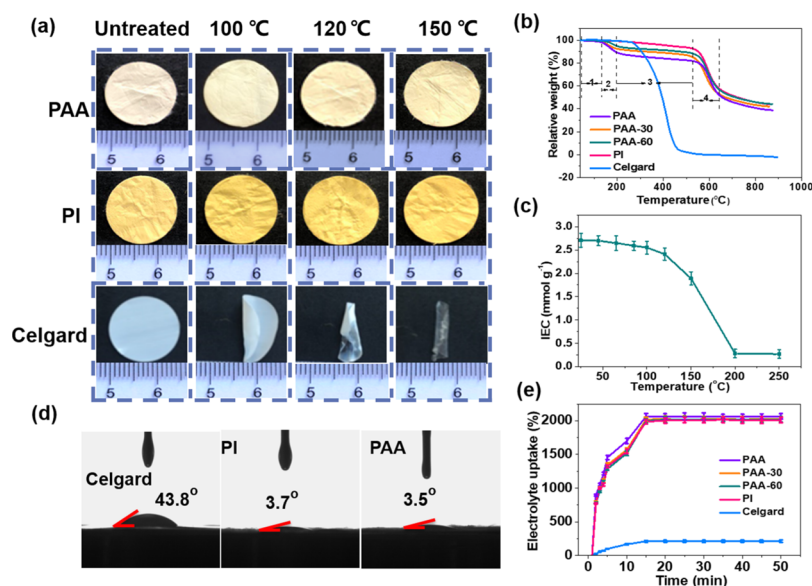 (a)
Untreated 100 ℃ 120 ℃ 150 ℃
PAA
5 6 5 6 5 6 5 6
PI
5 6 5 6 5 6 5 6
Celgard
5 6 5 6 5 6 5 6
(b)
Relative weight (%)
100
80
60
40
20
0
1 2 3 4
PAA
PAA-30
PAA-60
PI
Celgard
200 400 600 800 1000
Temperature (°C)
(c)
IEC (mmol g⁻¹)
3.0
2.5
2.0
1.5
1.0
0.5
0.0
50 100 150 200 250
Temperature (°C)
(d)
Celgard
43.8°
PI
3.7°
PAA
3.5°
(e)
Electrolyte uptake (%)
2000
1500
1000
500
0
PAA
PAA-30
PAA-60
PI
Celgard
0 10 20 30 40 50
Time (min)